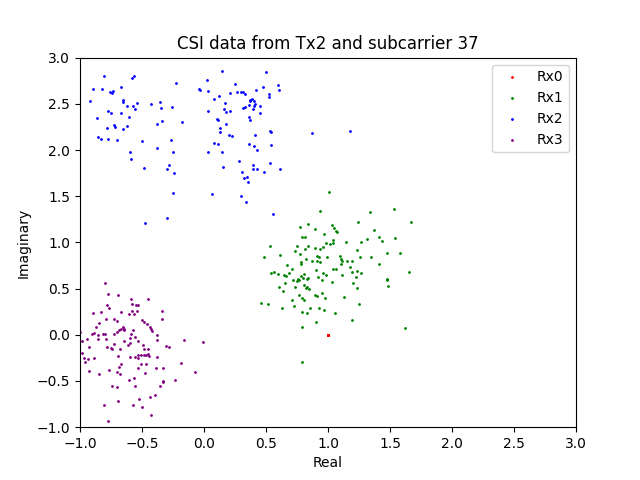 CSI data from Tx2 and subcarrier 37
Rx0
Rx1
Rx2
Rx3
3.0
2.5
2.0
1.5
1.0
0.5
0.0
−0.5
−1.0
Imaginary
−1.0 −0.5 0.0 0.5 1.0 1.5 2.0 2.5 3.0
Real